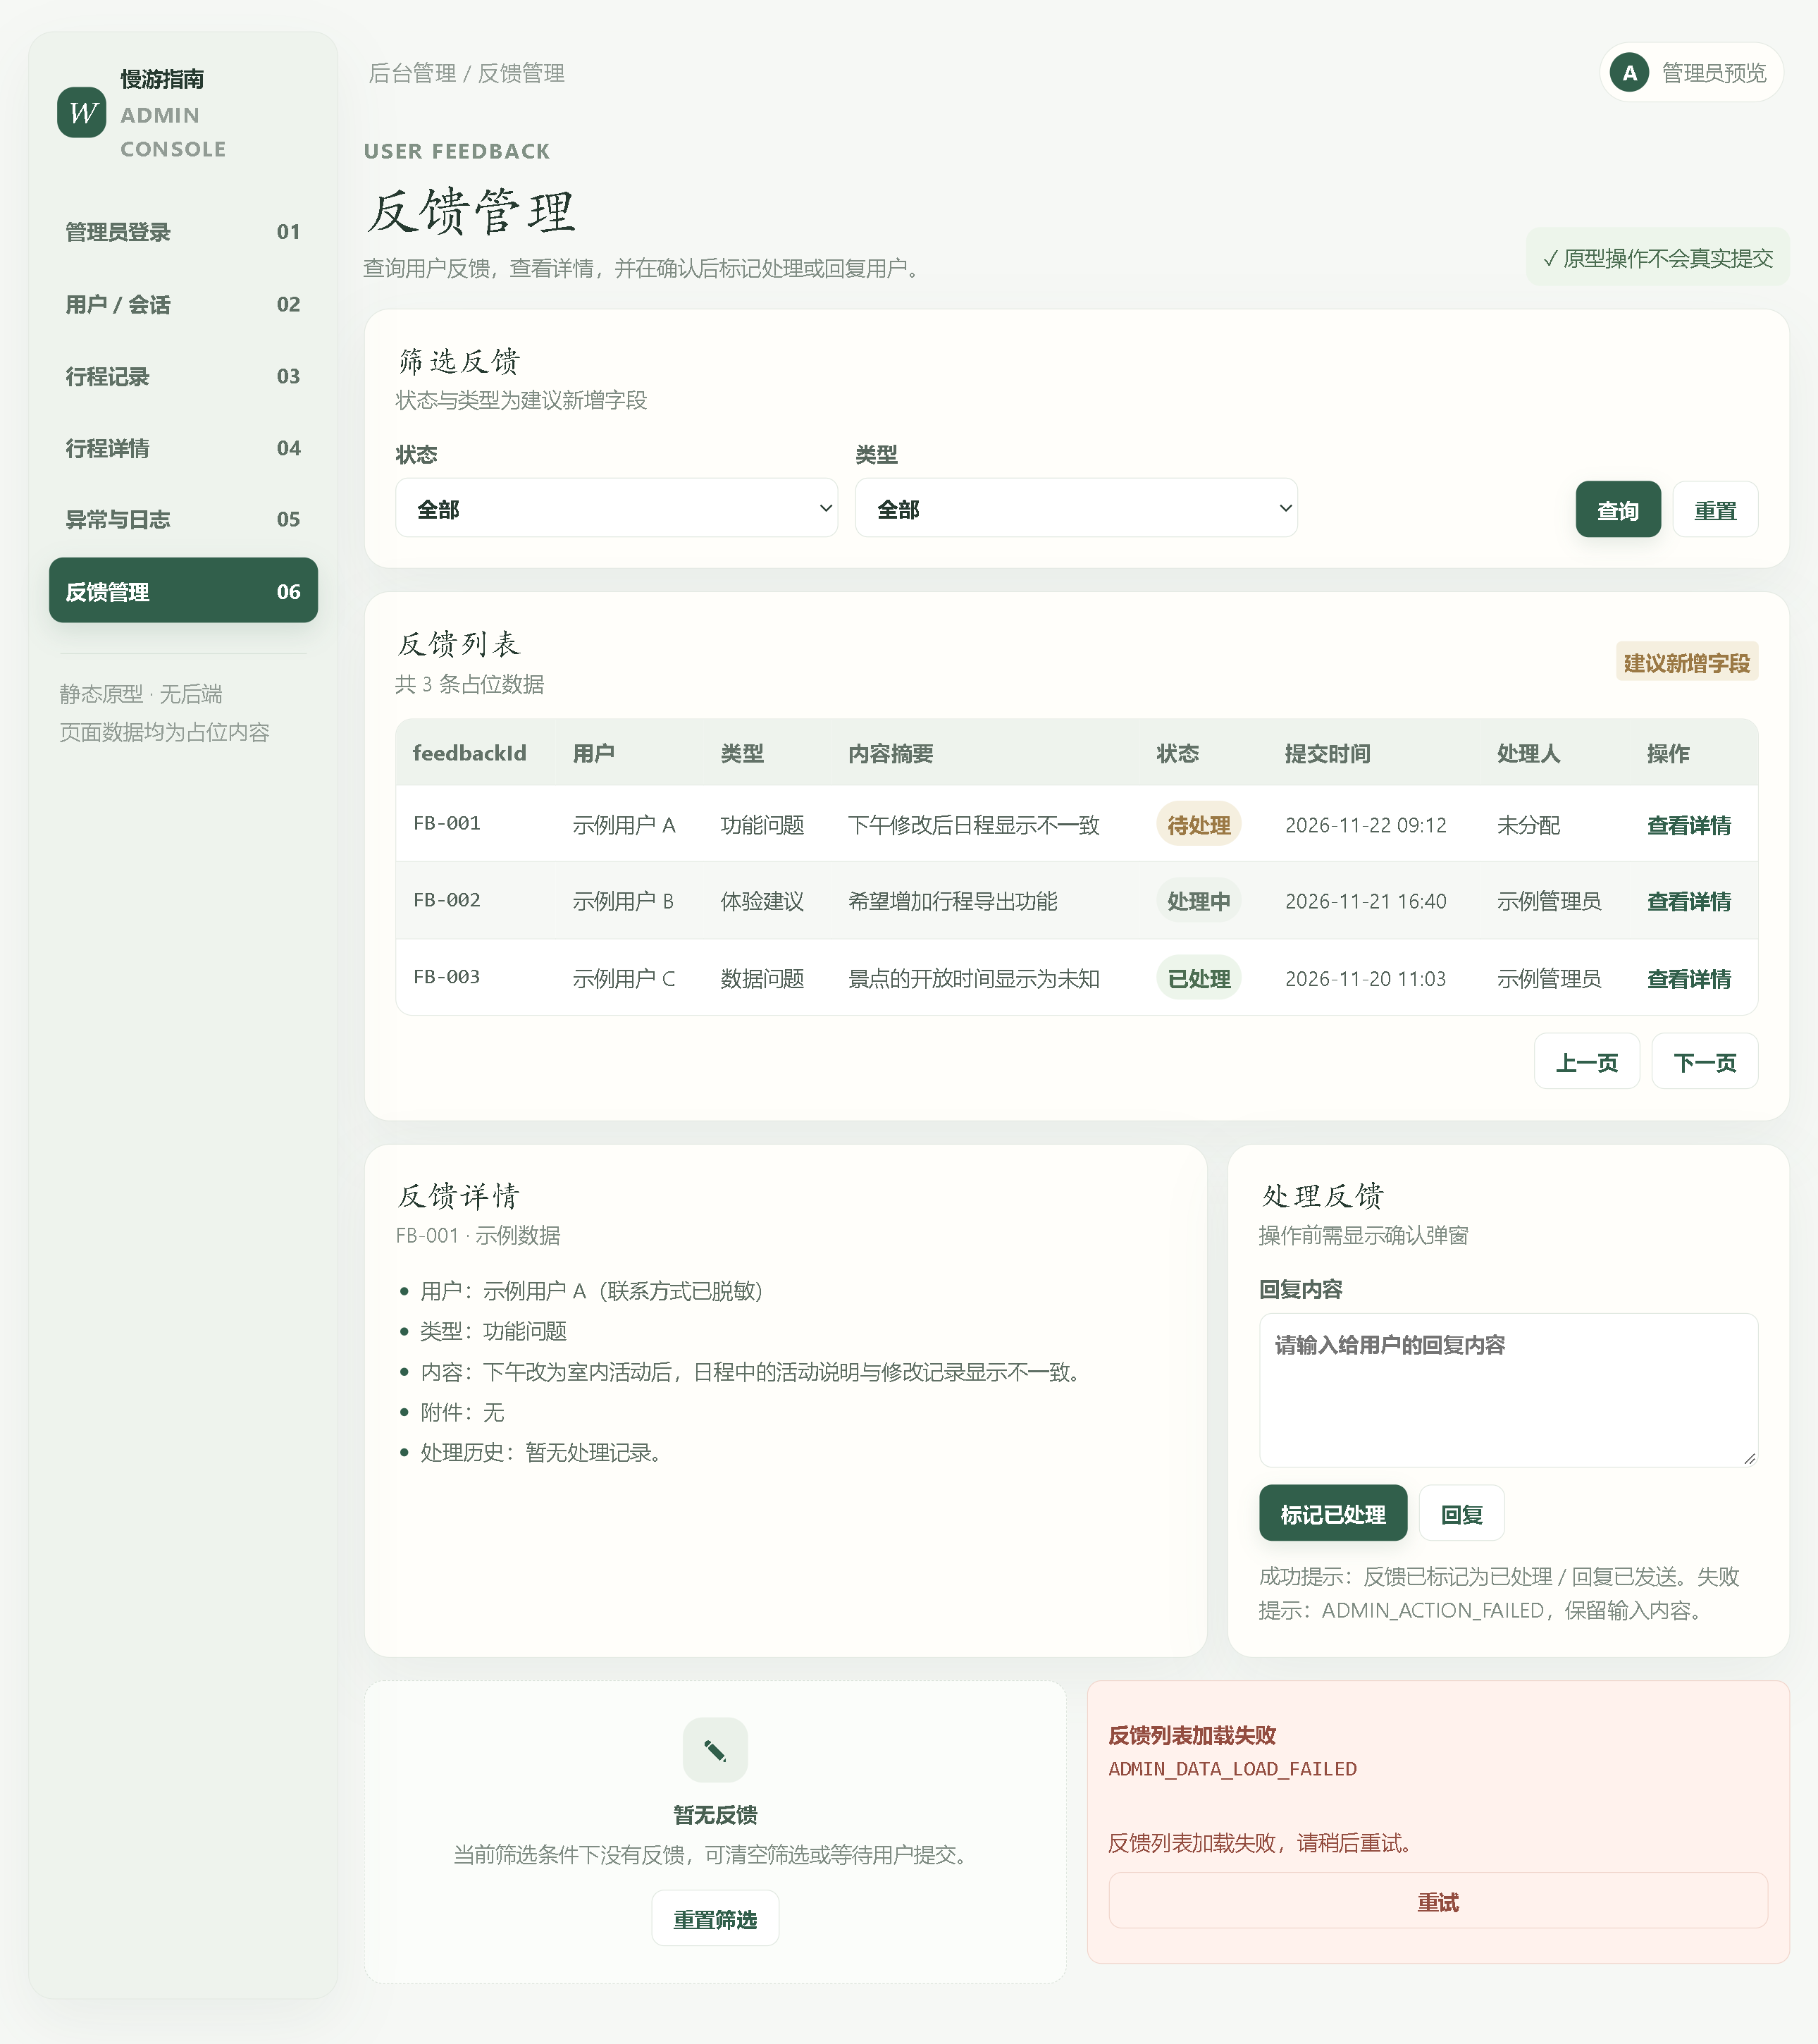 W
慢游指南
ADMIN
CONSOLE
管理员登录 01
用户 / 会话 02
行程记录 03
行程详情 04
异常与日志 05
反馈管理 06
静态原型 · 无后端
页面数据均为占位内容
后台管理 / 反馈管理
A 管理员预览
USER FEEDBACK
反馈管理
查询用户反馈，查看详情，并在确认后标记处理或回复用户。
✓ 原型操作不会真实提交
筛选反馈
状态与类型为建议新增字段
状态 类型
全部 全部 查询 重置
反馈列表
共 3 条占位数据
建议新增字段
feedbackId 用户 类型 内容摘要 状态 提交时间 处理人 操作
FB-001 示例用户 A 功能问题 下午修改后日程显示不一致 待处理 2026-11-22 09:12 未分配 查看详情
FB-002 示例用户 B 体验建议 希望增加行程导出功能 处理中 2026-11-21 16:40 示例管理员 查看详情
FB-003 示例用户 C 数据问题 景点的开放时间显示为未知 已处理 2026-11-20 11:03 示例管理员 查看详情
上一页 下一页
反馈详情
FB-001 · 示例数据
• 用户：示例用户 A（联系方式已脱敏）
• 类型：功能问题
• 内容：下午改为室内活动后，日程中的活动说明与修改记录显示不一致。
• 附件：无
• 处理历史：暂无处理记录。
处理反馈
操作前需显示确认弹窗
回复内容
请输入给用户的回复内容
标记已处理 回复
成功提示：反馈已标记为已处理 / 回复已发送。失败
提示：ADMIN_ACTION_FAILED，保留输入内容。
暂无反馈
当前筛选条件下没有反馈，可清空筛选或等待用户提交。
重置筛选
反馈列表加载失败
ADMIN_DATA_LOAD_FAILED
反馈列表加载失败，请稍后重试。
重试